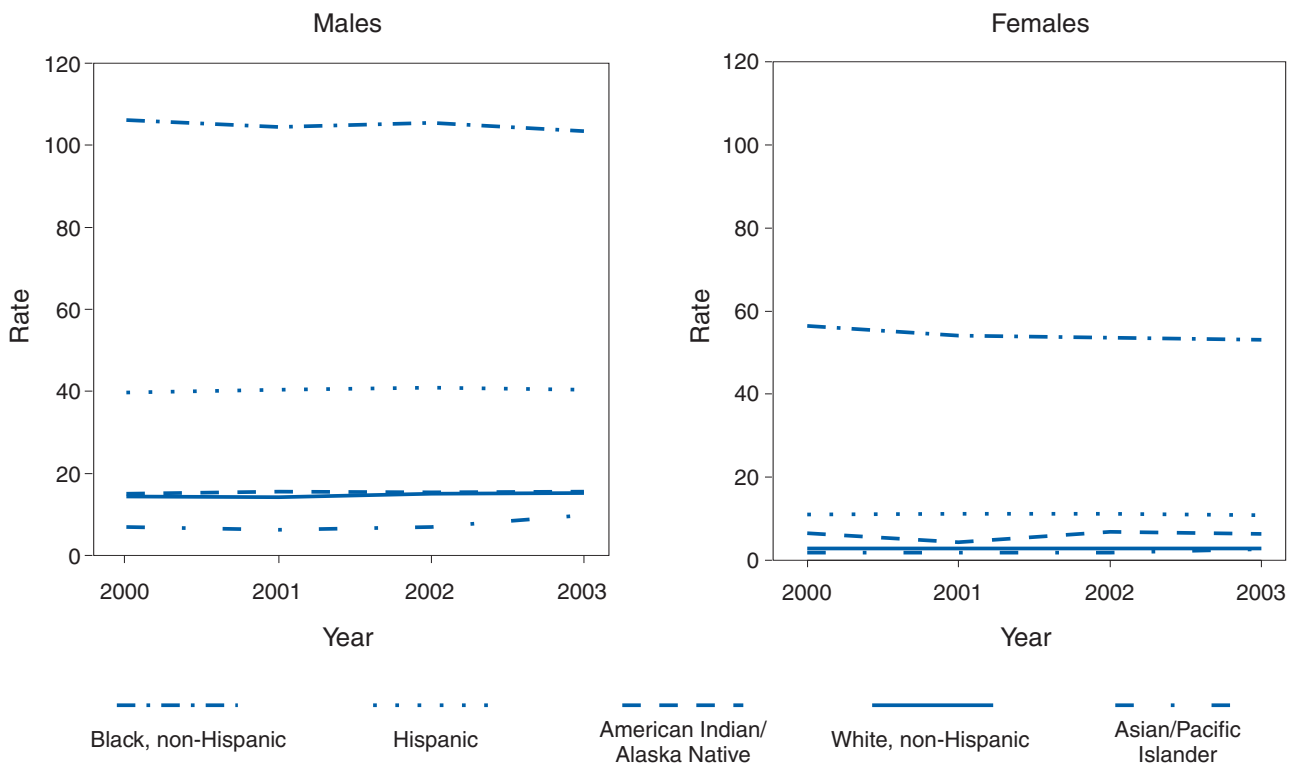 Males
120
100
80
60
40
20
0
Rate
2000 2001 2002 2003
Year
Females
120
100
80
60
40
20
0
Rate
2000 2001 2002 2003
Year
Black, non-Hispanic
Hispanic
American Indian/
Alaska Native
White, non-Hispanic
Asian/Pacific
Islander